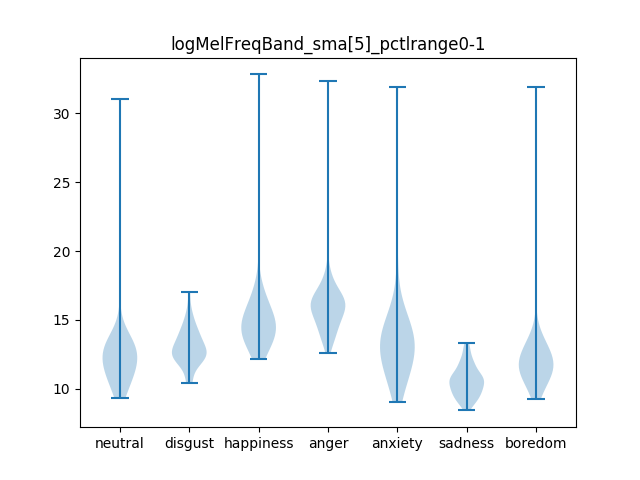 logMelFreqBand_sma[5]_pctlrange0-1
30
25
20
15
10
neutral disgust happiness anger anxiety sadness boredom